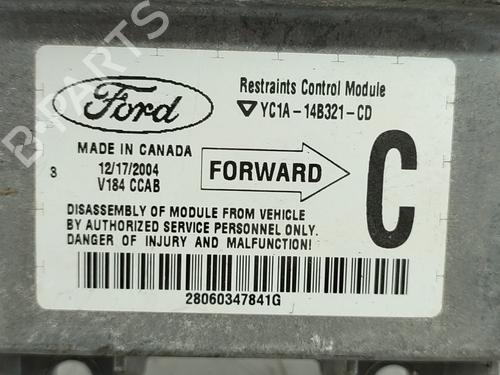 Ford
Restraints Control Module
YC1A-14B321-CD
MADE IN CANADA
3
12/17/2004
V184 CCAB
FORWARD
C
DISASSEMBLY OF MODULE FROM VEHICLE
BY AUTHORIZED SERVICE PERSONNEL ONLY.
DANGER OF INJURY AND MALFUNCTION!
28060347841G
B-PARTS